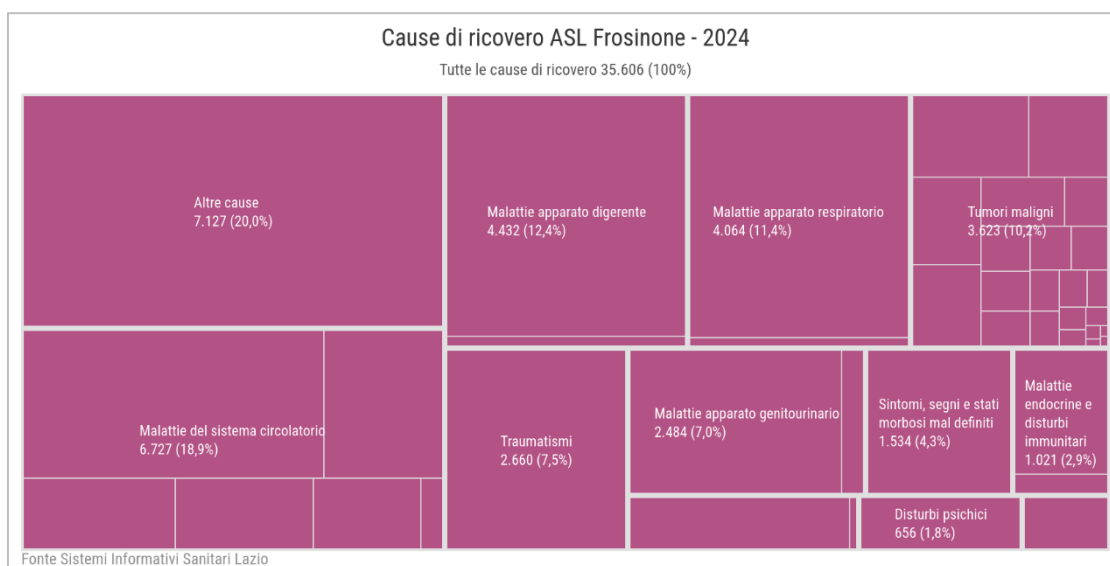 Cause di ricovero ASL Frosinone - 2024
Tutte le cause di ricovero 35.606 (100%)
Altre cause
7.127 (20,0%)
Malattie apparato digerente
4.432 (12,4%)
Malattie apparato respiratorio
4.064 (11,4%)
Tumori maligni
3.623 (10,2%)
Malattie del sistema circolatorio
6.727 (18,9%)
Traumatismi
2.660 (7,5%)
Malattie apparato genitourinario
2.484 (7,0%)
Sintomi, segni e stati
morbosi mal definiti
1.534 (4,3%)
Malattie
endocrine e
disturbi
immunitari
1.021 (2,9%)
Disturbi psichici
656 (1,8%)
Fonte Sistemi Informativi Sanitari Lazio